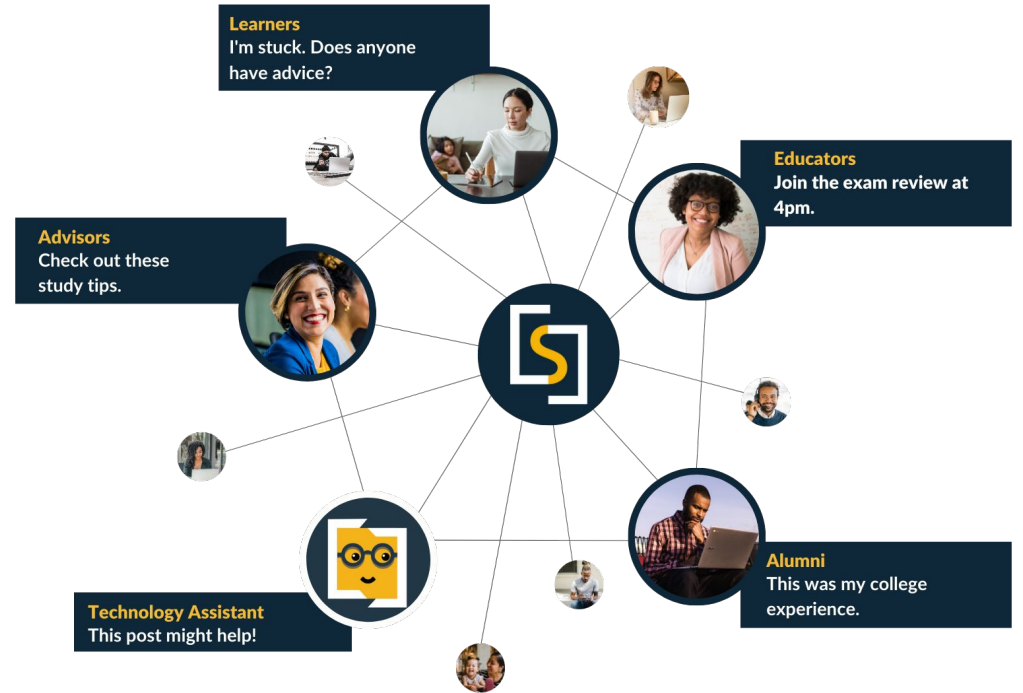 Learners
I'm stuck. Does anyone
have advice?
Educators
Join the exam review at
4pm.
Advisors
Check out these
study tips.
S
Alumni
This was my college
experience.
Technology Assistant
This post might help!